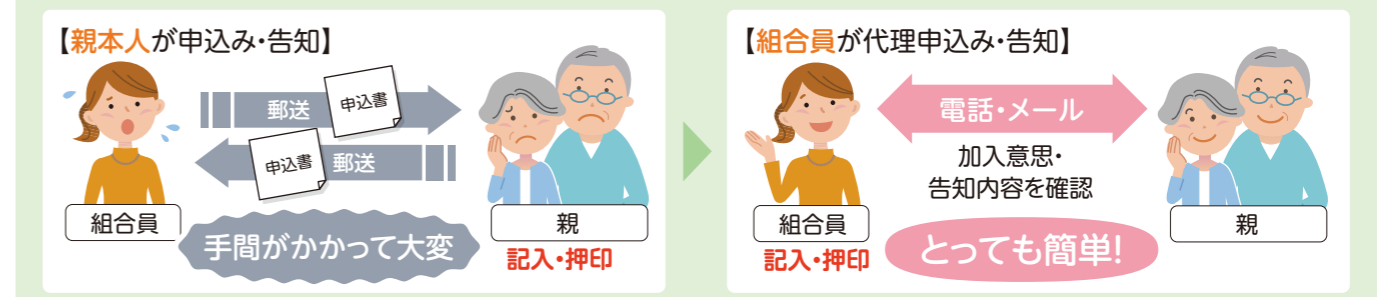 【親本人が申込み・告知】
郵送
申込書
申込書
郵送
組合員
親
手間がかかって大変
記入・押印
【組合員が代理申込み・告知】
電話・メール
加入意思・
告知内容を確認
組合員
親
記入・押印
とっても簡単!